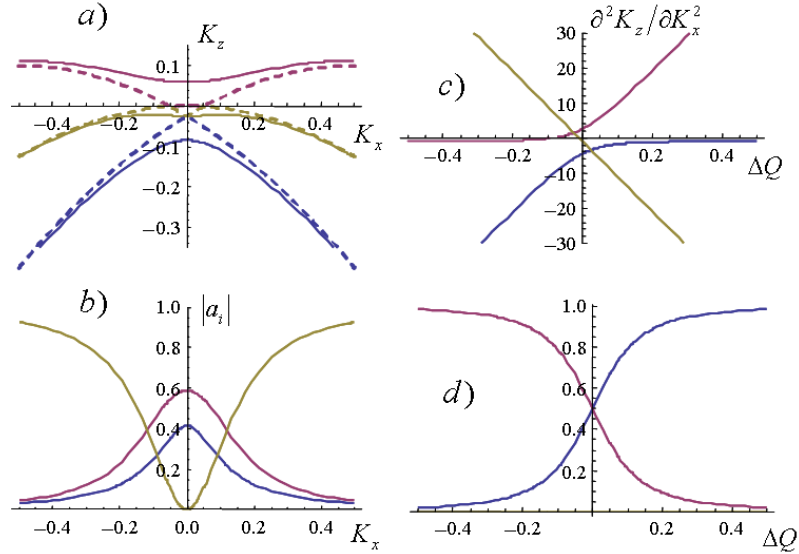 a)
K_z
0.1
−0.4 −0.2 0.2 0.4
K_x
−0.1
−0.2
−0.3
∂²K_z/∂K_x²
c)
30
20
10
−0.4 −0.2 0.2 0.4
ΔQ
−10
−20
−30
b)
|a_i|
1.0
0.8
0.6
0.4
0.2
−0.4 −0.2 0.0 0.2 0.4
K_x
d)
1.0
0.8
0.6
0.4
0.2
−0.4 −0.2 0.2 0.4
ΔQ